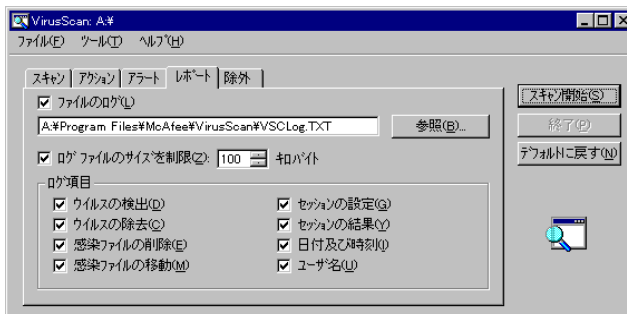 VirusScan: A:¥
ファイル(F) ツール(T) ヘルプ(H)
スキャン アクション アラート レポート 除外
ファイルのログ(L)
A:¥Program Files¥McAfee¥VirusScan¥VSCLog.TXT 参照(B)...
ログファイルのサイズを制限(Z): 100 キロバイト
ログ項目
ウイルスの検出(D)
ウイルスの除去(C)
感染ファイルの削除(E)
感染ファイルの移動(M)
セッションの設定(G)
セッションの結果(Y)
日付及び時刻(I)
ユーザ名(U)
スキャン開始(S)
終了(P)
デフォルトに戻す(N)